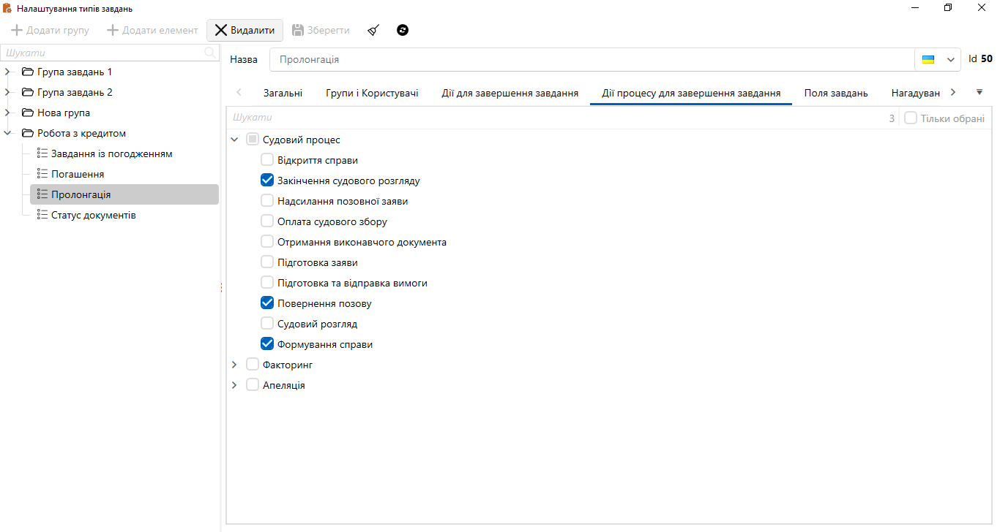 Налаштування типів завдань
Додати групу Додати елемент Видалити Зберегти
Шукати
Група завдань 1
Група завдань 2
Нова група
Робота з кредитом
Завдання із погодженням
Погашення
Пролонгація
Статус документів
Назва Пролонгація Id 50
Загальні Групи і Користувачі Дії для завершення завдання Дії процесу для завершення завдання Поля завдань Нагадуван
Шукати 3 Тільки обрані
Судовий процес
Відкриття справи
Закінчення судового розгляду
Надсилання позовної заяви
Оплата судового збору
Отримання виконавчого документа
Підготовка заяви
Підготовка та відправка вимоги
Повернення позову
Судовий розгляд
Формування справи
Факторинг
Апеляція